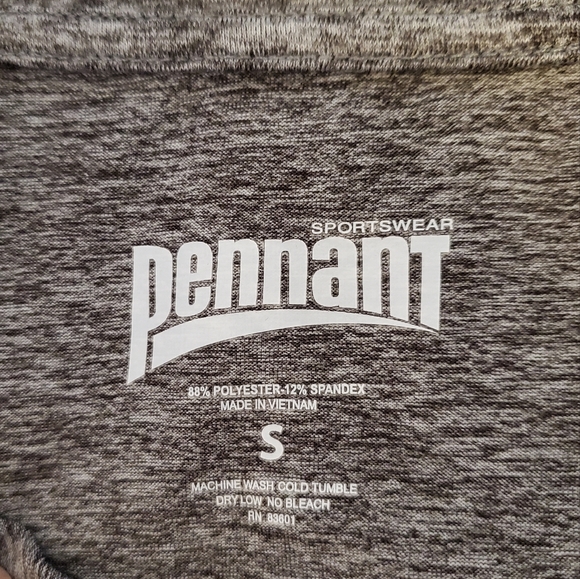 SPORTSWEAR
pennanT
88% POLYESTER-12% SPANDEX
MADE IN VIETNAM
S
MACHINE WASH COLD TUMBLE
DRY LOW NO BLEACH
RN 83601